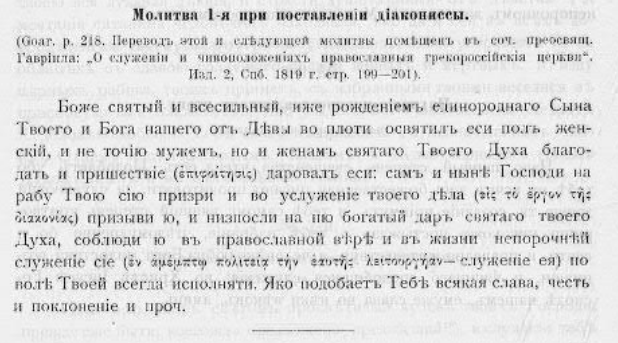 Молитва 1-я при поставленіи діакониссы.
(Goar. p. 218. Переводъ этой и слѣдующей молитвы помѣщенъ въ соч. преосвящ.
Гавріила: „О служеніи и чиноположеніяхъ православныя грекороссійскія церкви“.
Изд. 2, Спб. 1819 г. стр. 199—201).
Боже святый и всесильный, иже рожденіемъ единороднаго Сына
Твоего и Бога нашего отъ Дѣвы во плоти освятилъ еси полъ жен-
скій, и не точію мужемъ, но и женамъ святаго Твоего Духа благо-
дать и пришествіе (ἐπιφοίτησις) даровалъ еси: самъ и нынѣ Господи на
рабу Твою сію призри и во услуженіе твоего дѣла (εἰς τὸ ἔργον τῆς
διακονίας) призыви ю, и низпосли на ню богатый даръ святаго твоего
Духа, соблюди ю въ православной вѣрѣ и въ жизни непорочнѣй
служеніе сіе (ἐν ἀμέμπτῳ πολιτείᾳ τὴν ἑαυτῆς λειτουργίαν—служеніе ея) по
волѣ Твоей всегда исполняти. Яко подобаетъ Тебѣ всякая слава, честь
и поклоненіе и проч.